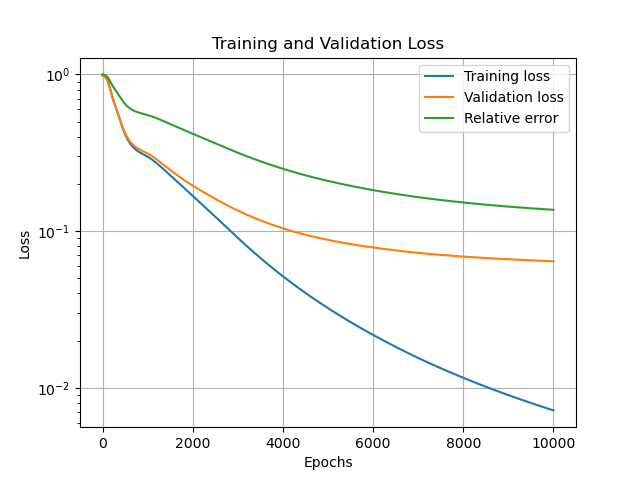 Training and Validation Loss
Training loss
Validation loss
Relative error
10⁰
10⁻¹
10⁻²
Loss
0 2000 4000 6000 8000 10000
Epochs